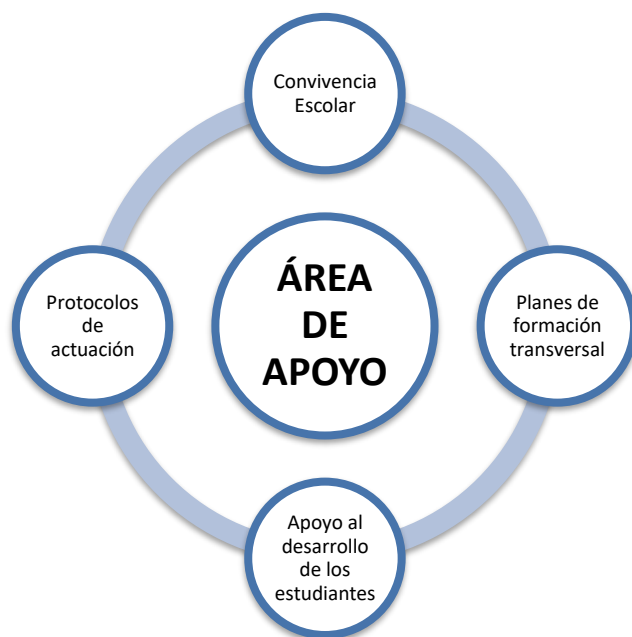 Convivencia
Escolar
ÁREA
DE
APOYO
Protocolos
de
actuación
Planes de
formación
transversal
Apoyo al
desarrollo
de los
estudiantes